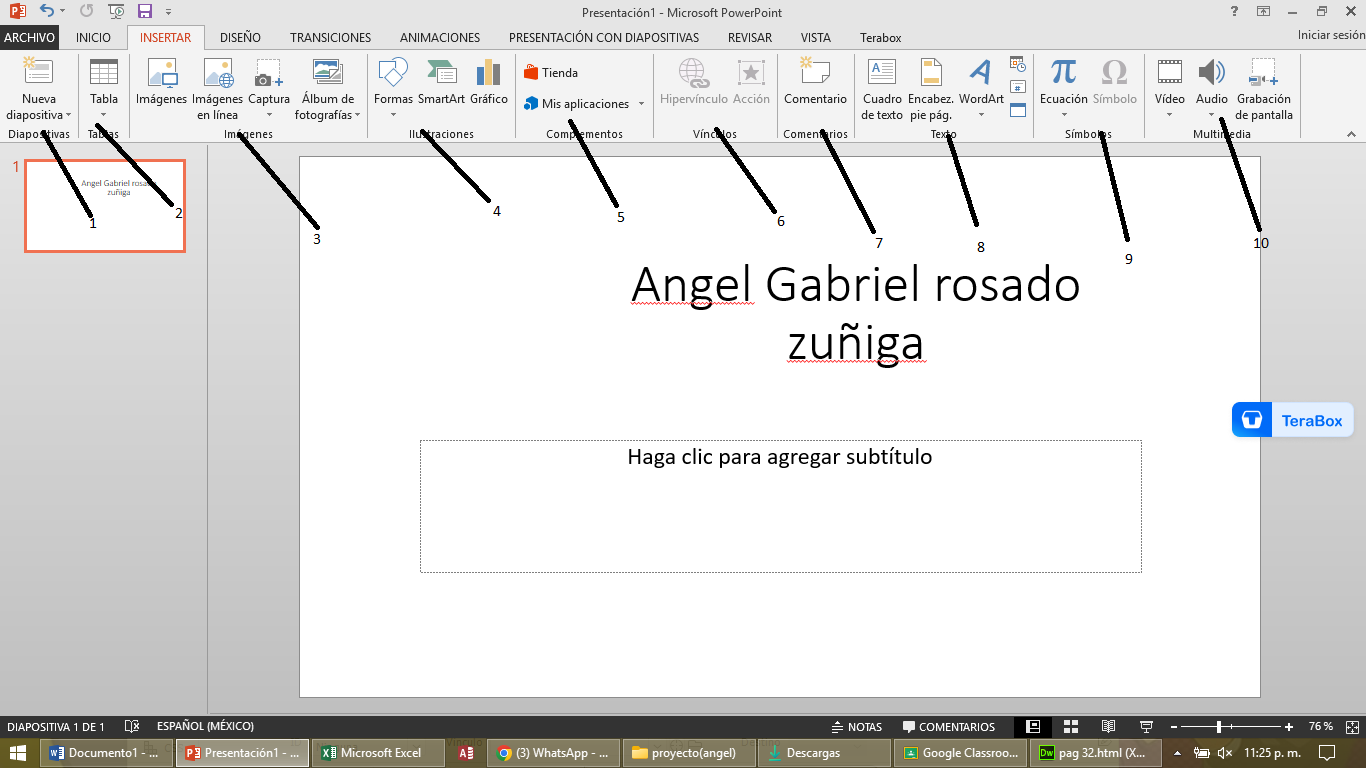 Presentación1 - Microsoft PowerPoint
?
ARCHIVO INICIO INSERTAR DISEÑO TRANSICIONES ANIMACIONES PRESENTACIÓN CON DIAPOSITIVAS REVISAR VISTA Terabox Iniciar sesión
Nueva diapositiva
Tabla
Imágenes
Imágenes en línea
Captura
Álbum de fotografías
Formas
SmartArt
Gráfico
Tienda
Mis aplicaciones
Hipervínculo
Acción
Comentario
Cuadro de texto
Encabez. pie pág.
WordArt
Ecuación
Símbolo
Vídeo
Audio
Grabación de pantalla
Diapositivas Tablas Imágenes Ilustraciones Complementos Vínculos Comentarios Texto Símbolos Multimedia
1
Angel Gabriel rosado
zuñiga
1
2
3
4
5
6
7
8
9
10
Angel Gabriel rosado
zuñiga
Haga clic para agregar subtítulo
TeraBox
DIAPOSITIVA 1 DE 1 ESPAÑOL (MÉXICO) NOTAS COMENTARIOS 76 %
Documento1 - ... Presentación1 - ... Microsoft Excel (3) WhatsApp - ... proyecto(angel) Descargas Google Classroo... pag 32.html (X... 11:25 p. m.